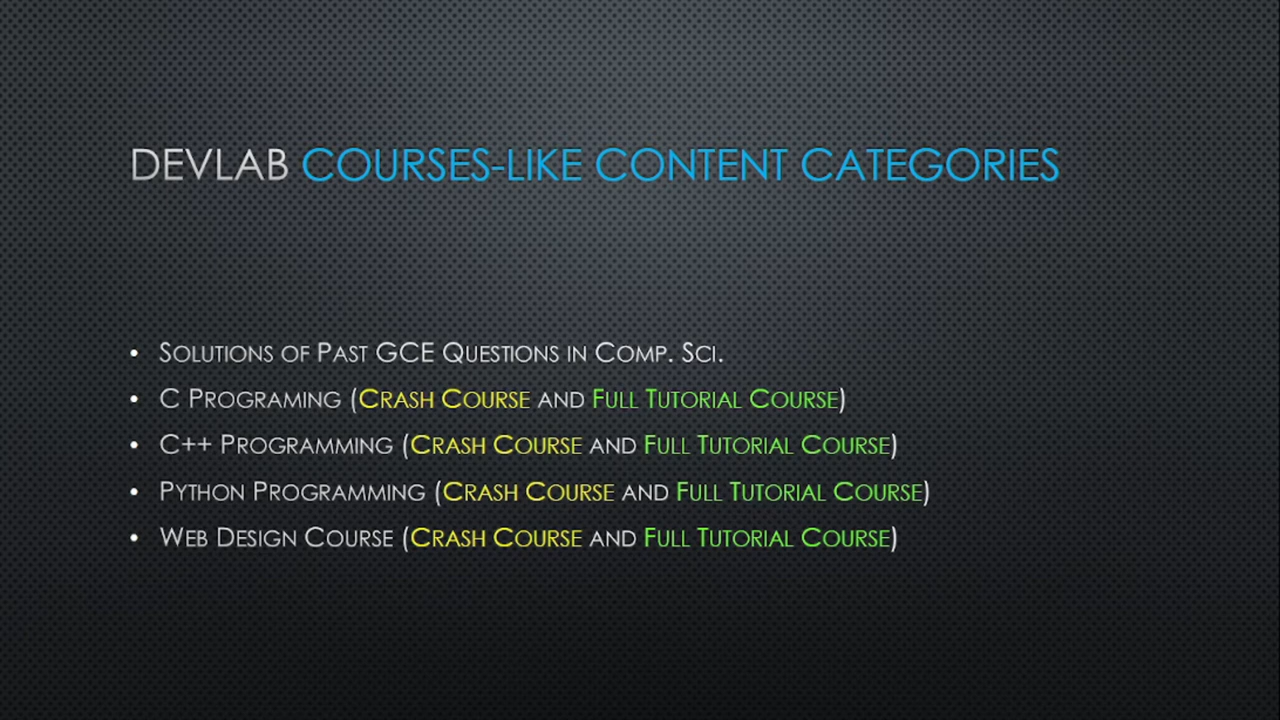 DEVLAB COURSES-LIKE CONTENT CATEGORIES
• SOLUTIONS OF PAST GCE QUESTIONS IN COMP. SCI.
• C PROGRAMING (CRASH COURSE AND FULL TUTORIAL COURSE)
• C++ PROGRAMMING (CRASH COURSE AND FULL TUTORIAL COURSE)
• PYTHON PROGRAMMING (CRASH COURSE AND FULL TUTORIAL COURSE)
• WEB DESIGN COURSE (CRASH COURSE AND FULL TUTORIAL COURSE)